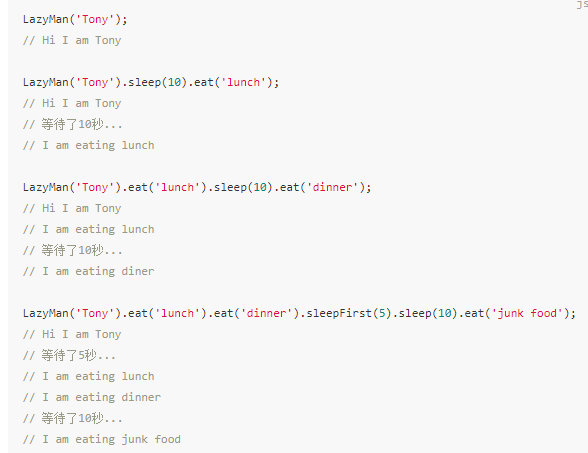 js
LazyMan('Tony');
// Hi I am Tony
LazyMan('Tony').sleep(10).eat('lunch');
// Hi I am Tony
// 等待了10秒...
// I am eating lunch
LazyMan('Tony').eat('lunch').sleep(10).eat('dinner');
// Hi I am Tony
// I am eating lunch
// 等待了10秒...
// I am eating diner
LazyMan('Tony').eat('lunch').eat('dinner').sleepFirst(5).sleep(10).eat('junk food');
// Hi I am Tony
// 等待了5秒...
// I am eating lunch
// I am eating dinner
// 等待了10秒...
// I am eating junk food